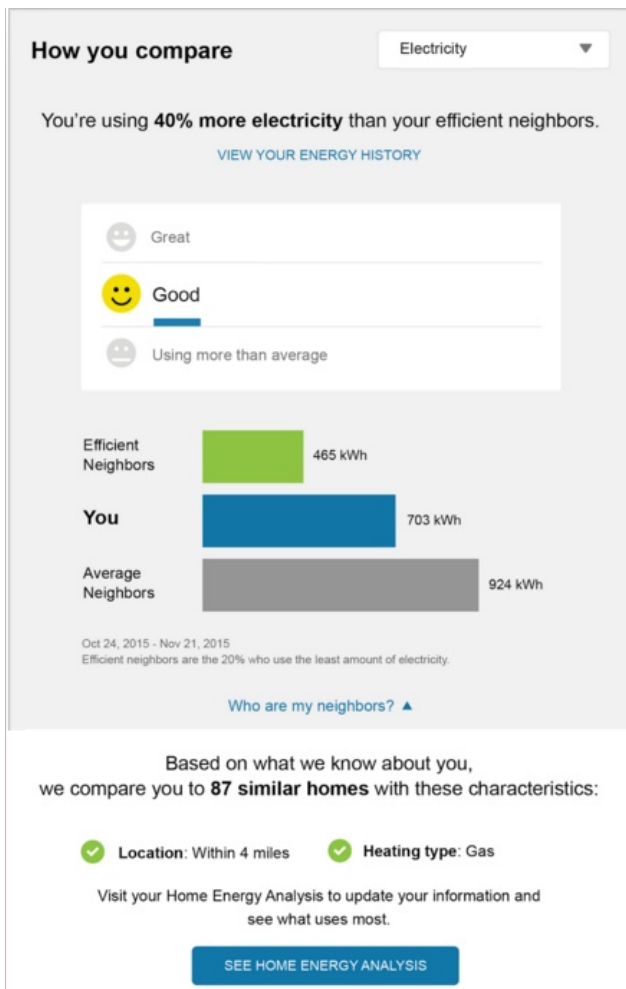 How you compare
Electricity
You're using 40% more electricity than your efficient neighbors.
VIEW YOUR ENERGY HISTORY
Great
Good
Using more than average
Efficient
Neighbors
465 kWh
You
703 kWh
Average
Neighbors
924 kWh
Oct 24, 2015 - Nov 21, 2015
Efficient neighbors are the 20% who use the least amount of electricity.
Who are my neighbors?
Based on what we know about you,
we compare you to 87 similar homes with these characteristics:
Location: Within 4 miles
Heating type: Gas
Visit your Home Energy Analysis to update your information and
see what uses most.
SEE HOME ENERGY ANALYSIS